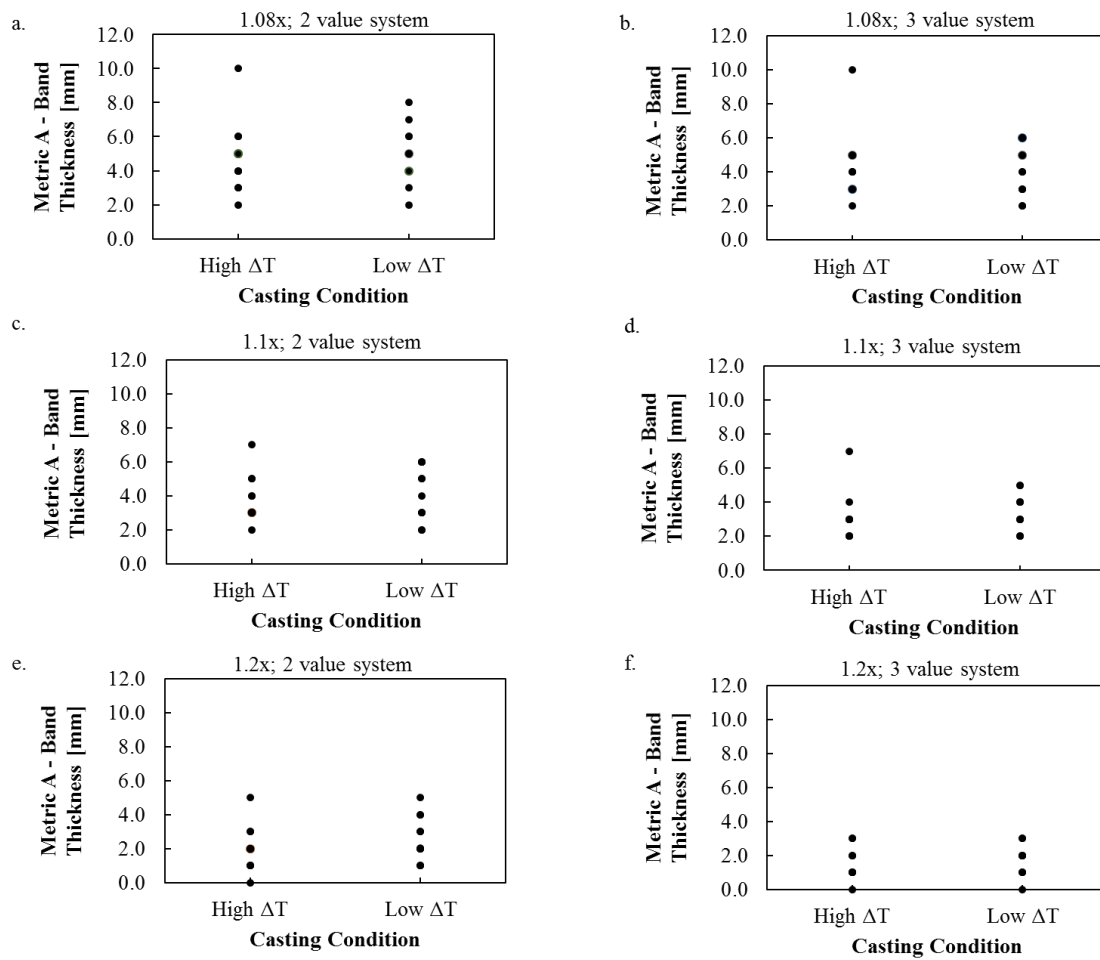 a.
1.08x; 2 value system
Metric A - Band
Thickness [mm]
12.0
10.0
8.0
6.0
4.0
2.0
0.0
High ΔT
Low ΔT
Casting Condition
b.
1.08x; 3 value system
Metric A - Band
Thickness [mm]
12.0
10.0
8.0
6.0
4.0
2.0
0.0
High ΔT
Low ΔT
Casting Condition
c.
1.1x; 2 value system
Metric A - Band
Thickness [mm]
12.0
10.0
8.0
6.0
4.0
2.0
0.0
High ΔT
Low ΔT
Casting Condition
d.
1.1x; 3 value system
Metric A - Band
Thickness [mm]
12.0
10.0
8.0
6.0
4.0
2.0
0.0
High ΔT
Low ΔT
Casting Condition
e.
1.2x; 2 value system
Metric A - Band
Thickness [mm]
12.0
10.0
8.0
6.0
4.0
2.0
0.0
High ΔT
Low ΔT
Casting Condition
f.
1.2x; 3 value system
Metric A - Band
Thickness [mm]
12.0
10.0
8.0
6.0
4.0
2.0
0.0
High ΔT
Low ΔT
Casting Condition